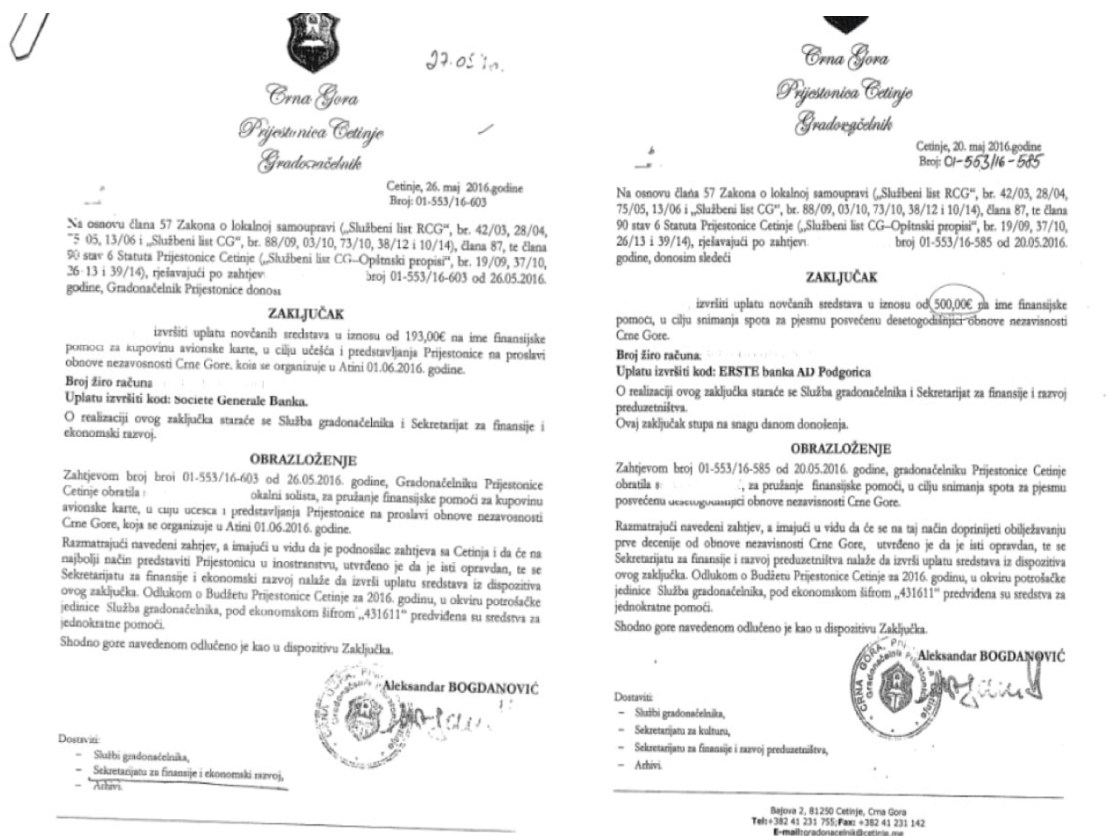 27.05
Crna Gora
Prijestonica Cetinje
Gradonačelnik
Cetinje, 26. maj 2016.godine
Broj: 01-553/16-603
Na osnovu člana 57 Zakona o lokalnoj samoupravi („Službeni list RCG“, br. 42/03, 28/04,
75 05, 13/06 i „Službeni list CG“, br. 88/09, 03/10, 73/10, 38/12 i 10/14), člana 87, te člana
90 stav 6 Statuta Prijestonice Cetinje („Službeni list CG–Opštnski propisi“, br. 19/09, 37/10,
26 13 i 39/14), rješavajući po zahtjev broj 01-553/16-603 od 26.05.2016.
godine, Gradonačelnik Prijestonice donosi
ZAKLJUČAK
izvršiti uplatu novčanih sredstava u iznosu od 193,00€ na ime finansijske
pomoći za kupovinu avionske karte, u cilju učešća i predstavljanja Prijestonice na proslavi
obnove nezavosnosti Crne Gore, koja se organizuje u Atini 01.06.2016. godine.
Broj žiro računa
Uplatu izvršiti kod: Societe Generale Banka.
O realizaciji ovog zaključka staraće se Služba gradonačelnika i Sekretarijat za finansije i
ekonomski razvoj.
OBRAZLOŽENJE
Zahtjevom broj broj 01-553/16-603 od 26.05.2016. godine, Gradonačelniku Prijestonice
Cetinje obratila okalni solista, za pružanje finansijske pomoći za kupovinu
avionske karte, u cilju učešća i predstavljanja Prijestonice na proslavi obnove nezavosnosti
Crne Gore, koja se organizuje u Atini 01.06.2016. godine.
Razmatrajući navedeni zahtjev, a imajući u vidu da je podnosilac zahtjeva sa Cetinja i da će na
najbolji način predstaviti Prijestonicu u inostranstvu, utvrđeno je da je isti opravdan, te se
Sekretarijatu za finansije i ekonomski razvoj nalaže da izvrši uplatu sredstava iz dispozitiva
ovog zaključka. Odlukom o Budžetu Prijestonice Cetinje za 2016. godinu, u okviru potrošačke
jedinice Služba gradonačelnika, pod ekonomskom šifrom „431611“ predviđena su sredstva za
jednokratne pomoći.
Shodno gore navedenom odlučeno je kao u dispozitivu Zaključka.
Aleksandar BOGDANOVIĆ
Dostaviti:
– Službi gradonačelnika,
– Sekretarijatu za finansije i ekonomski razvoj,
– Arhivi.
Crna Gora
Prijestonica Cetinje
Gradonačelnik
Cetinje, 20. maj 2016.godine
Broj: 01-553/16-585
Na osnovu člana 57 Zakona o lokalnoj samoupravi („Službeni list RCG“, br. 42/03, 28/04,
75/05, 13/06 i „Službeni list CG“, br. 88/09, 03/10, 73/10, 38/12 i 10/14), člana 87, te člana
90 stav 6 Statuta Prijestonice Cetinje („Službeni list CG–Opštnski propisi“, br. 19/09, 37/10,
26/13 i 39/14), rješavajući po zahtjev broj 01-553/16-585 od 20.05.2016.
godine, donosim sledeći
ZAKLJUČAK
izvršiti uplatu novčanih sredstava u iznosu od 500,00€ na ime finansijske
pomoći, u cilju snimanja spota za pjesmu posvećenu desetogodišnjici obnove nezavisnosti
Crne Gore.
Broj žiro računa:
Uplatu izvršiti kod: ERSTE banka AD Podgorica
O realizaciji ovog zaključka staraće se Služba gradonačelnika i Sekretarijat za finansije i razvoj
preduzetništva.
Ovaj zaključak stupa na snagu danom donošenja.
OBRAZLOŽENJE
Zahtjevom broj 01-553/16-585 od 20.05.2016. godine, gradonačelniku Prijestonice Cetinje
obratila s , za pružanje finansijske pomoći, u cilju snimanja spota za pjesmu
posvećenu desetogodišnjici obnove nezavisnosti Crne Gore.
Razmatrajući navedeni zahtjev, a imajući u vidu da će se na taj način doprinijeti obilježavanju
prve decenije od obnove nezavisnosti Crne Gore, utvrđeno je da je isti opravdan, te se
Sekretarijatu za finansije i razvoj preduzetništva nalaže da izvrši uplatu sredstava iz dispozitiva
ovog zaključka. Odlukom o Budžetu Prijestonice Cetinje za 2016. godinu, u okviru potrošačke
jedinice Služba gradonačelnika, pod ekonomskom šifrom „431611“ predviđena su sredstva za
jednokratne pomoći.
Shodno gore navedenom odlučeno je kao u dispozitivu Zaključka.
Aleksandar BOGDANOVIĆ
Dostaviti:
– Službi gradonačelnika,
– Sekretarijatu za kulturu,
– Sekretarijatu za finansije i razvoj preduzetništva,
– Arhivi.
Bajova 2, 81250 Cetinje, Crna Gora
Tel:+382 41 231 755;Fax: +382 41 231 142
E-mail:gradonacelnik@cetinje.me